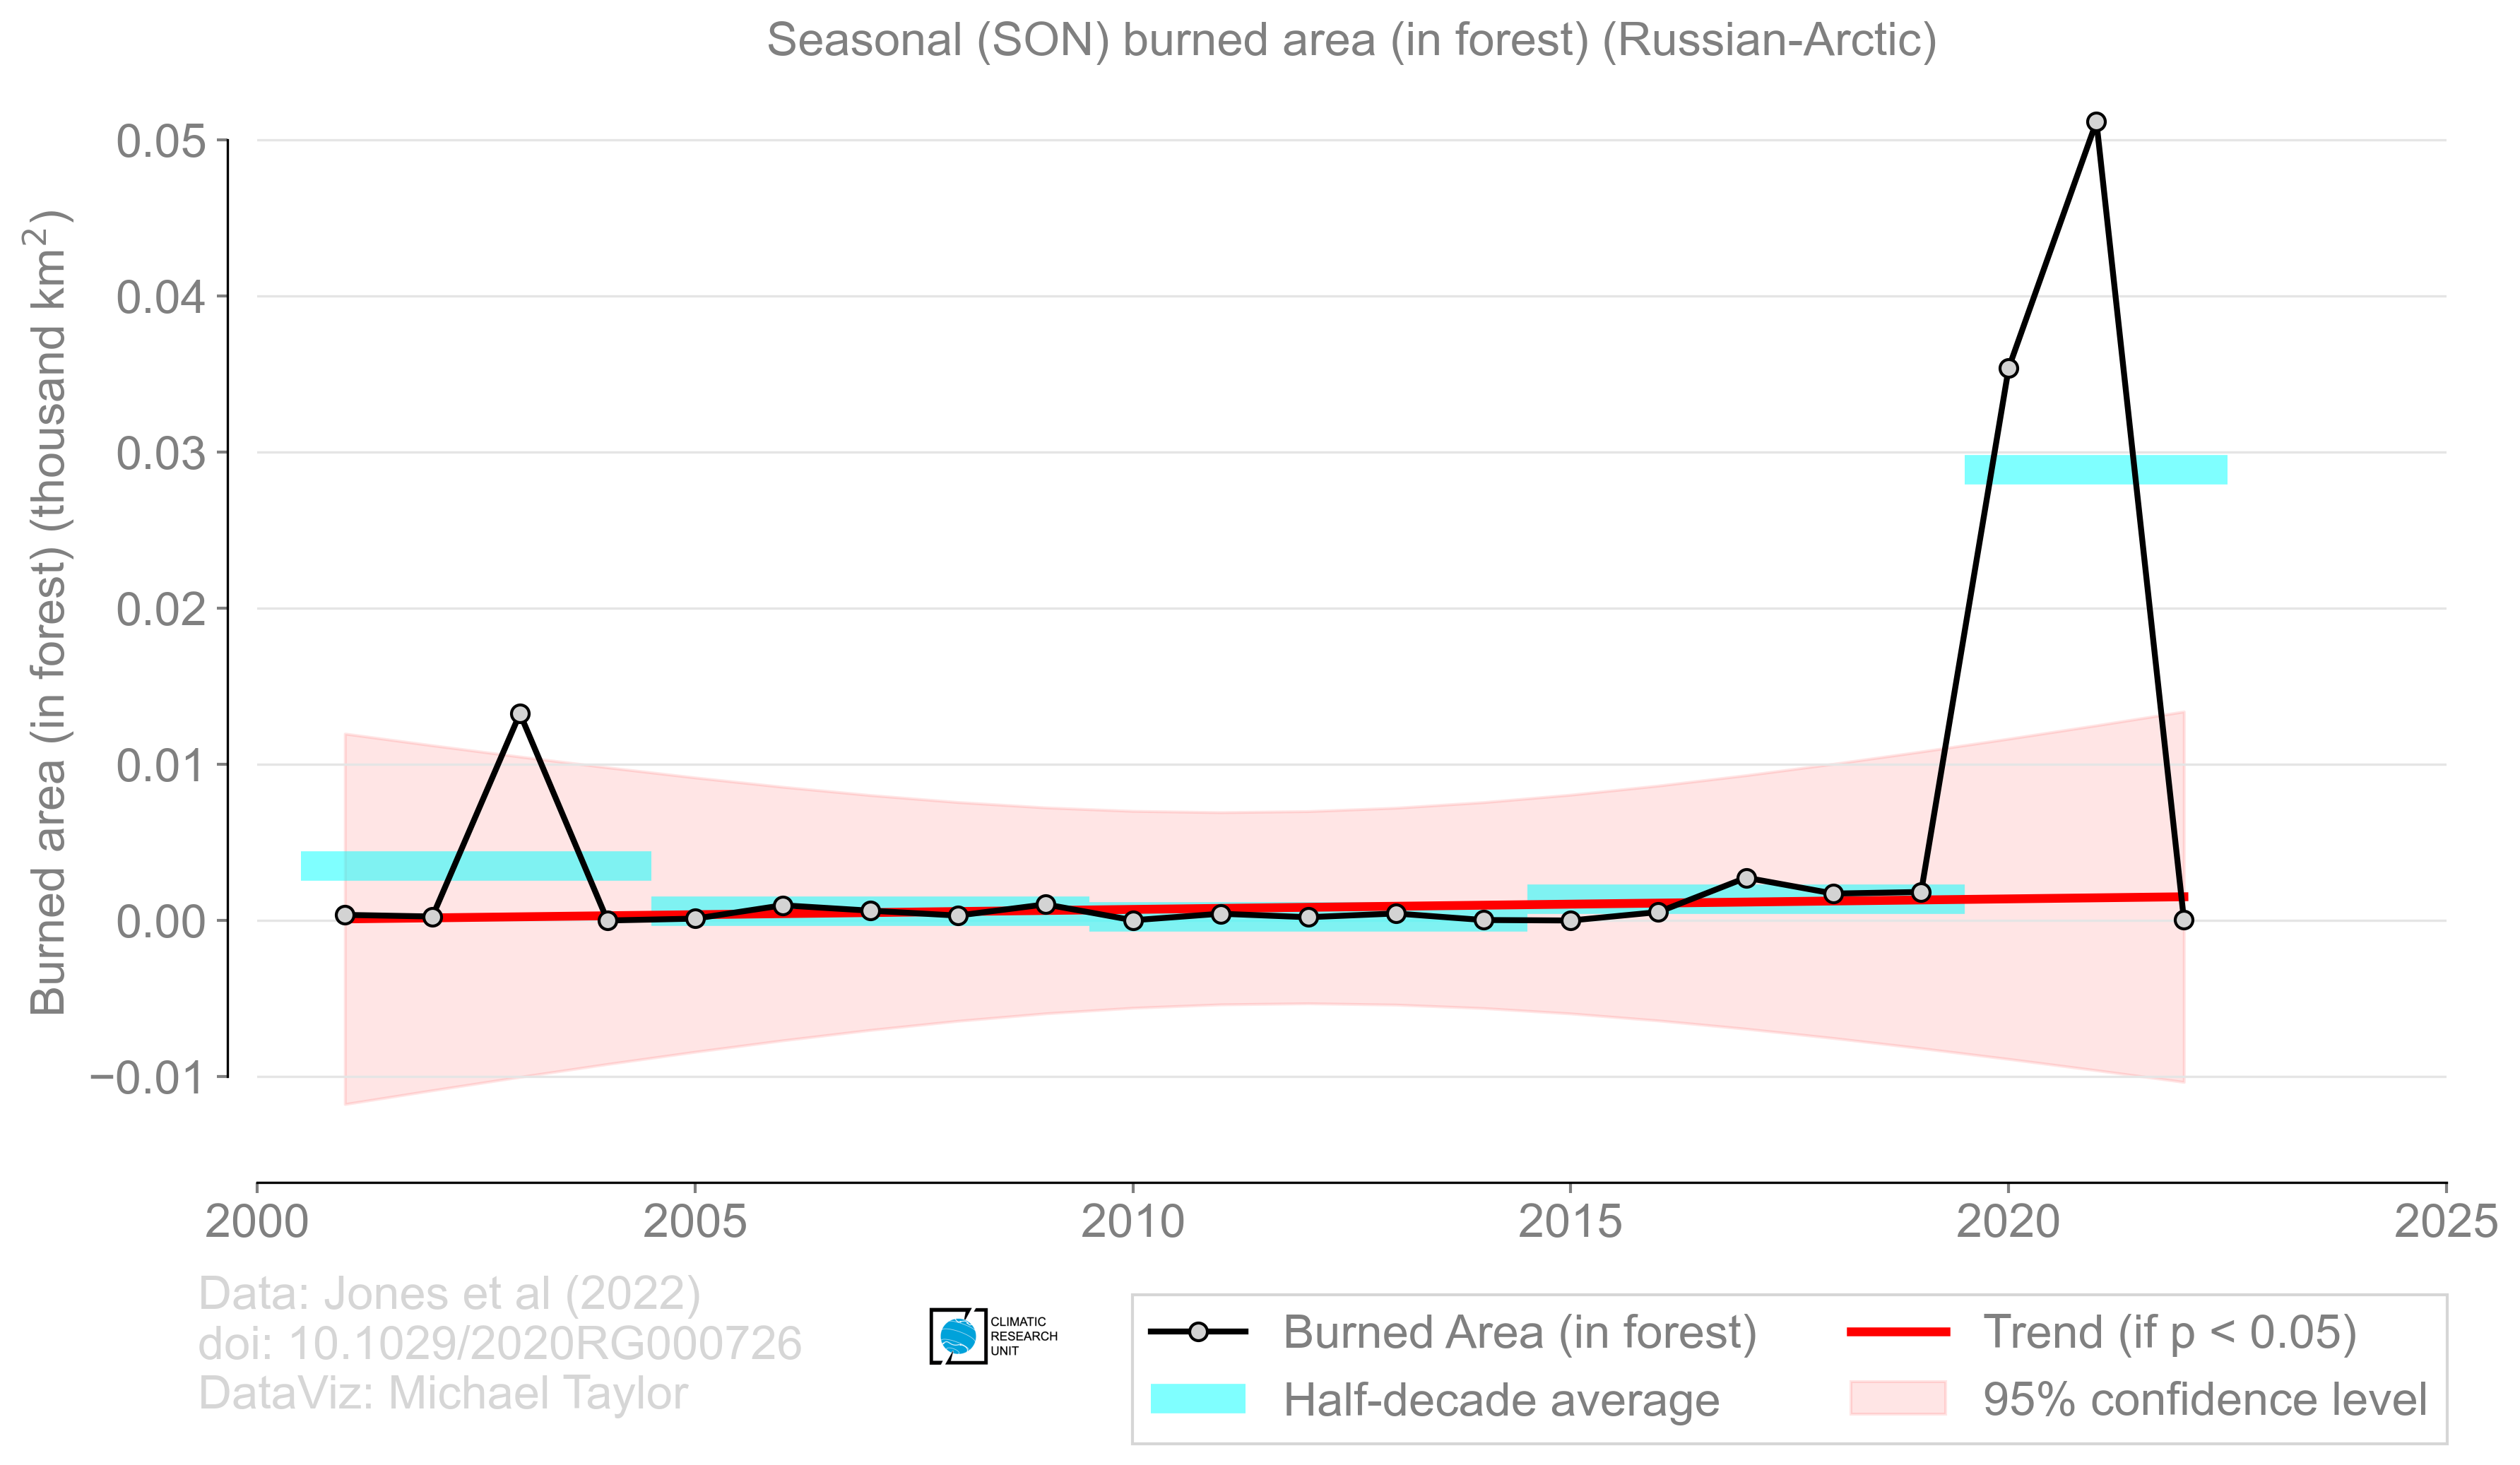 Seasonal (SON) burned area (in forest) (Russian-Arctic)
Burned area (in forest) (thousand km²)
0.05
0.04
0.03
0.02
0.01
0.00
−0.01
2000
2005
2010
2015
2020
2025
Data: Jones et al (2022)
doi: 10.1029/2020RG000726
DataViz: Michael Taylor
CLIMATIC
RESEARCH
UNIT
Burned Area (in forest)
Half-decade average
Trend (if p < 0.05)
95% confidence level